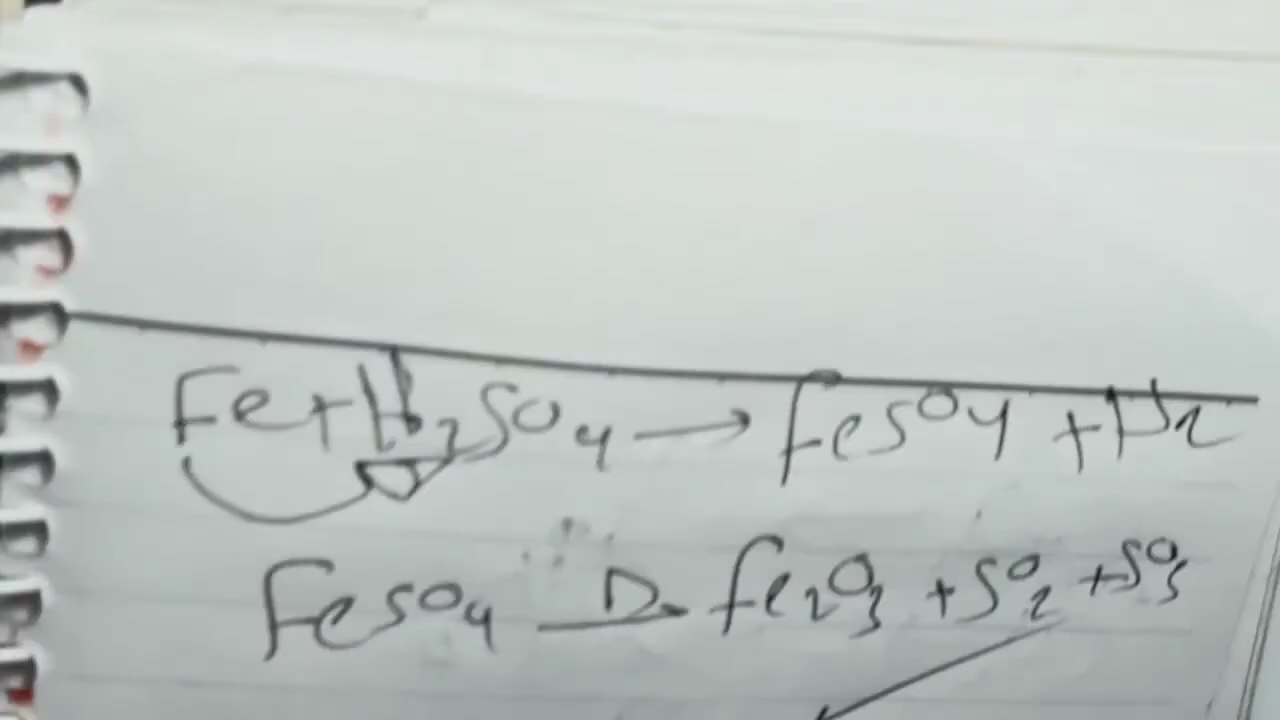 Fe + H₂SO₄ → FeSO₄ + H₂
FeSO₄ —Δ→ Fe₂O₃ + SO₂ + SO₃